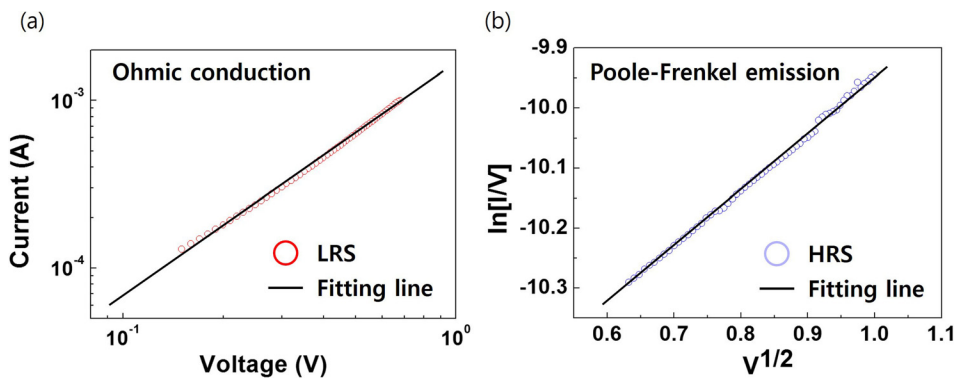 (a)
Ohmic conduction
10⁻³
10⁻⁴
Current (A)
LRS
Fitting line
10⁻¹
10⁰
Voltage (V)
(b)
Poole-Frenkel emission
-9.9
-10.0
-10.1
-10.2
-10.3
ln[I/V]
HRS
Fitting line
0.6 0.7 0.8 0.9 1.0 1.1
V¹/²